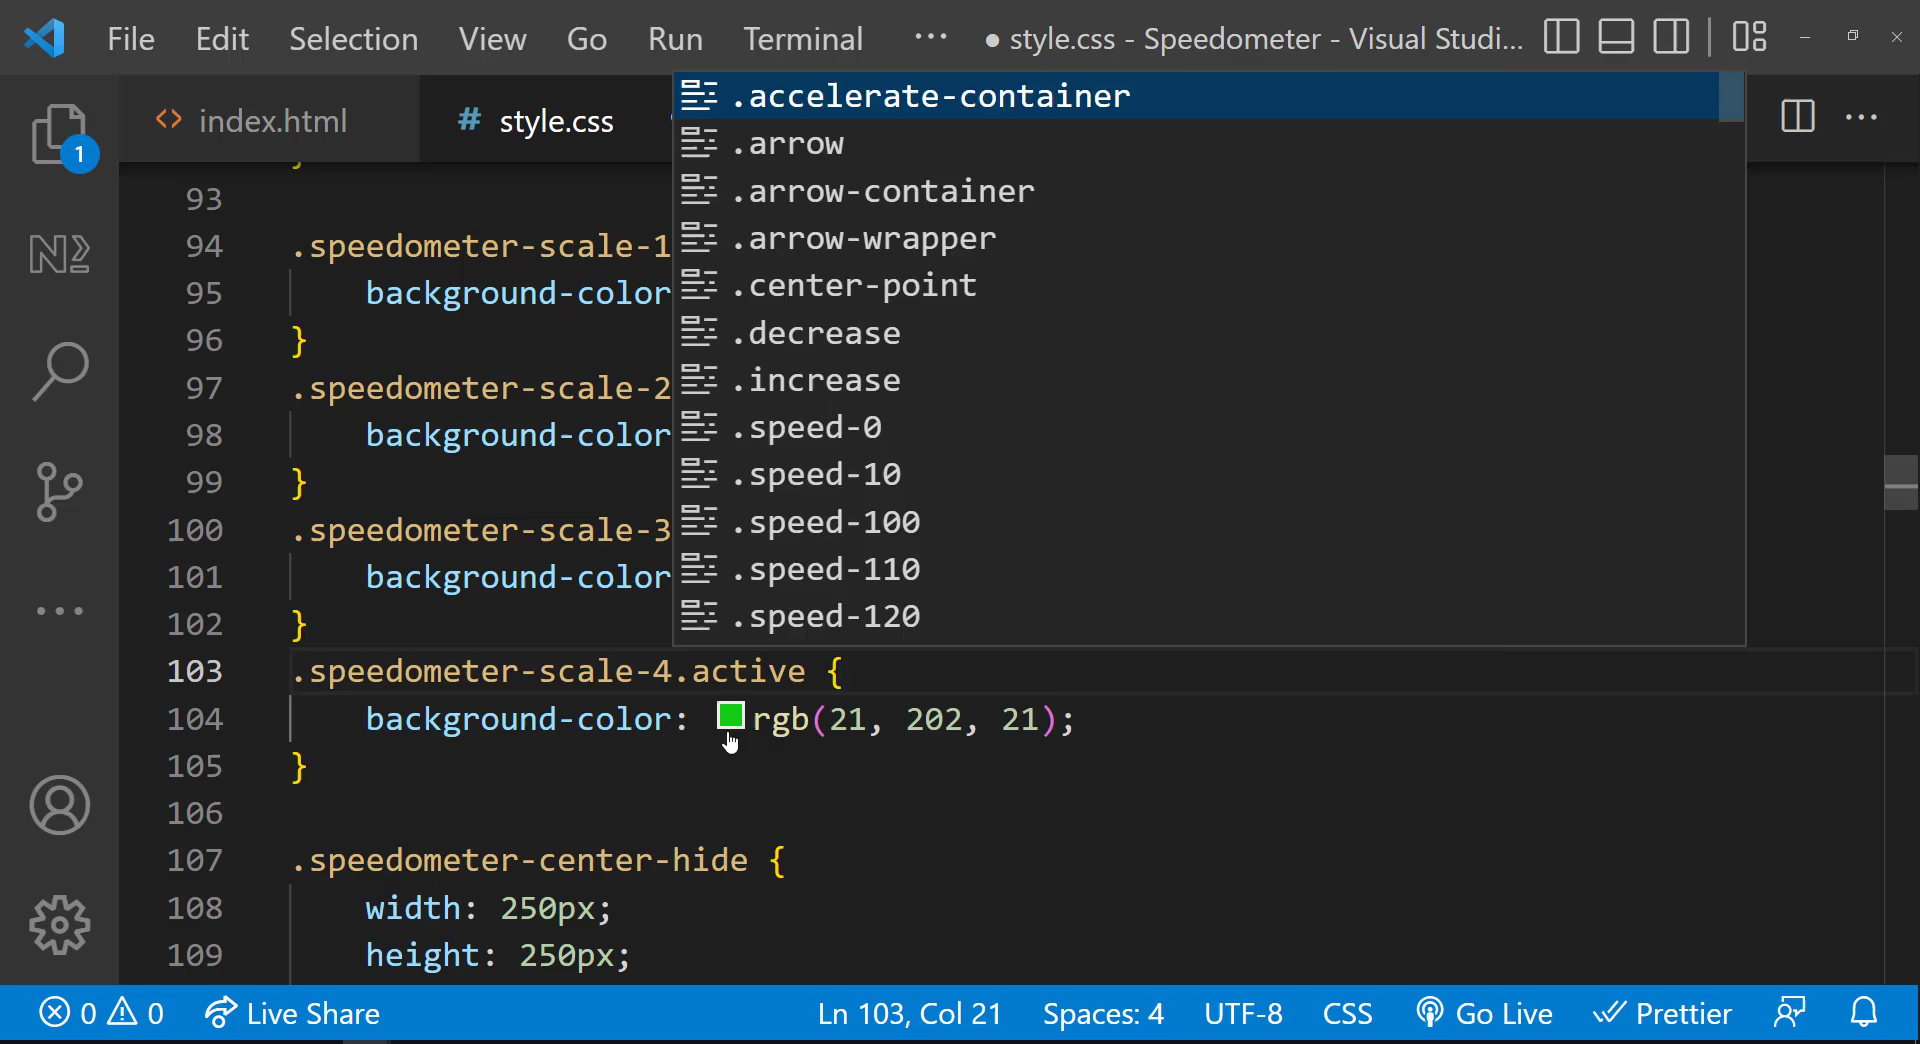 File Edit Selection View Go Run Terminal ··· ● style.css - Speedometer - Visual Studi...
<> index.html # style.css ···
1
.accelerate-container
.arrow
.arrow-container
.arrow-wrapper
.center-point
.decrease
.increase
.speed-0
.speed-10
.speed-100
.speed-110
.speed-120
}
93
94 .speedometer-scale-1
95 background-color
96 }
97 .speedometer-scale-2
98 background-color
99 }
100 .speedometer-scale-3
101 background-color
102 }
103 .speedometer-scale-4.active {
104 background-color: rgb(21, 202, 21);
105 }
106
107 .speedometer-center-hide {
108 width: 250px;
109 height: 250px;
0 0 Live Share Ln 103, Col 21 Spaces: 4 UTF-8 CSS Go Live Prettier